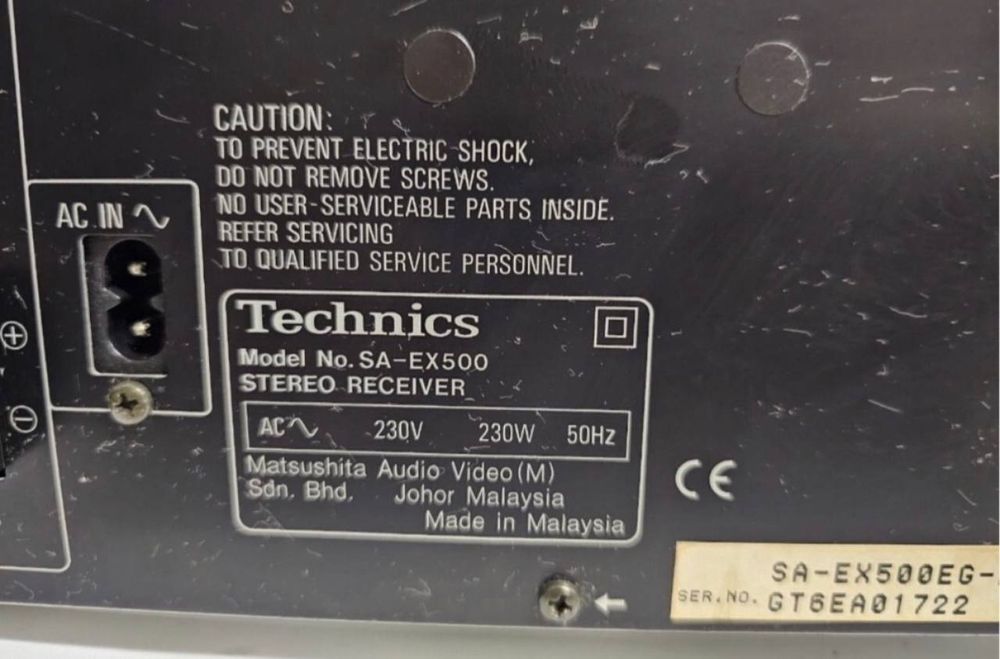 CAUTION:
TO PREVENT ELECTRIC SHOCK,
DO NOT REMOVE SCREWS.
NO USER-SERVICEABLE PARTS INSIDE.
REFER SERVICING
TO QUALIFIED SERVICE PERSONNEL.
AC IN ∿
Technics
Model No. SA-EX500
STEREO RECEIVER
AC∿ 230V 230W 50Hz
Matsushita Audio Video (M)
Sdn. Bhd. Johor Malaysia
Made in Malaysia
CE
SA-EX500EG-
SER.NO. GT6EA01722
+
−